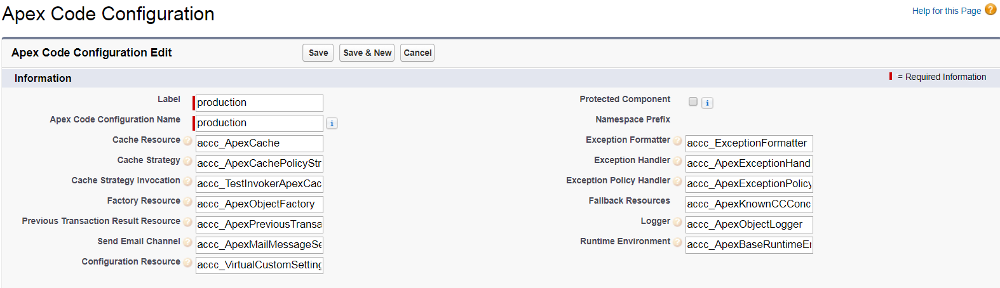 Apex Code Configuration
Help for this Page ?
Apex Code Configuration Edit Save Save & New Cancel
Information = Required Information
Label production Protected Component i
Apex Code Configuration Name production i Namespace Prefix
Cache Resource ? accc_ApexCache Exception Formatter ? accc_ExceptionFormatter
Cache Strategy ? accc_ApexCachePolicyStr Exception Handler ? accc_ApexExceptionHand
Cache Strategy Invocation ? accc_TestInvokerApexCac Exception Policy Handler ? accc_ApexExceptionPolicy
Factory Resource ? accc_ApexObjectFactory Fallback Resources accc_ApexKnownCCConc
Previous Transaction Result Resource ? accc_ApexPreviousTransa Logger ? accc_ApexObjectLogger
Send Email Channel ? accc_ApexMailMessageSe Runtime Environment ? accc_ApexBaseRuntimeEn
Configuration Resource ? accc_VirtualCustomSetting